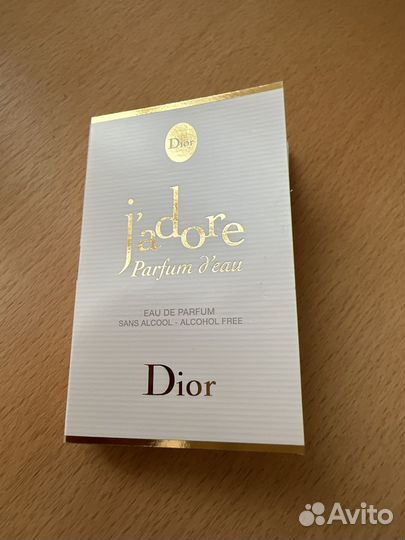 Dior
j'adore
Parfum d'eau
EAU DE PARFUM
SANS ALCOOL - ALCOHOL FREE
Dior
Avito